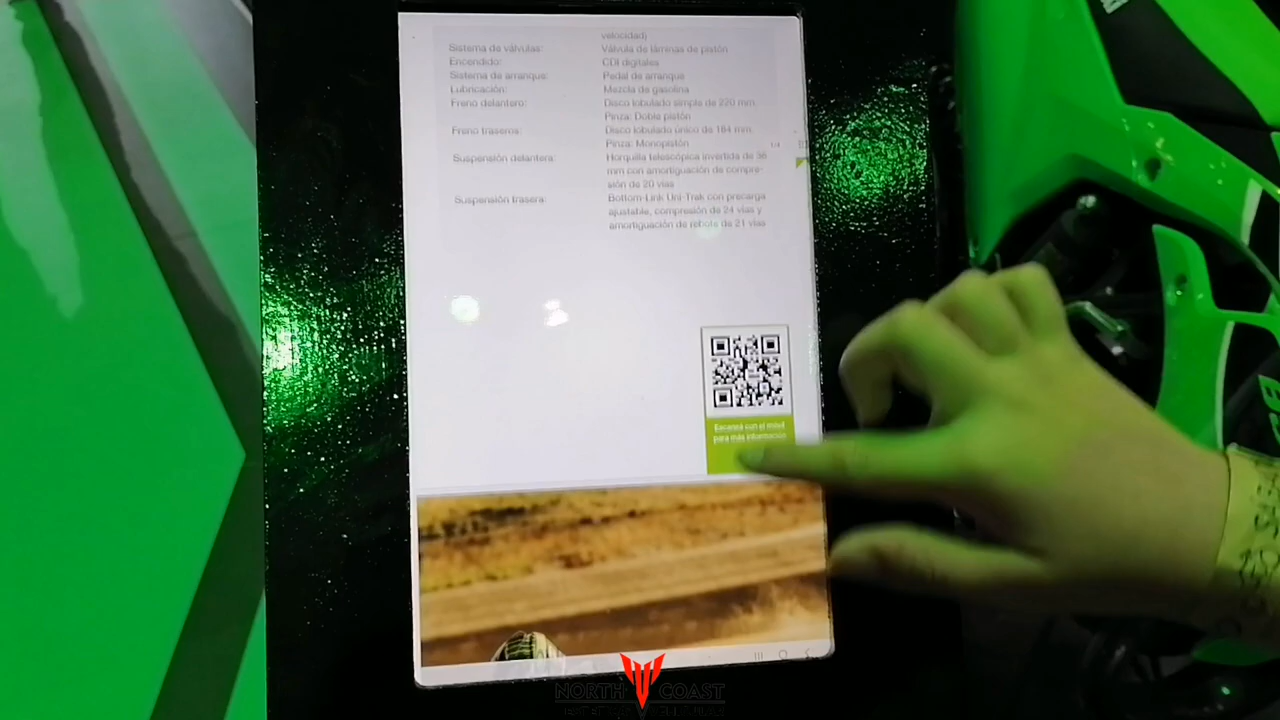 velocidad)
Sistema de válvulas: Válvula de láminas de pistón
Encendido: CDI digitales
Sistema de arranque: Pedal de arranque
Lubricación: Mezcla de gasolina
Freno delantero: Disco lobulado simple de 220 mm.
Pinza: Doble pistón
Freno traseros: Disco lobulado único de 184 mm.
Pinza: Monopistón
1/4
Suspensión delantera: Horquilla telescópica invertida de 36
mm con amortiguación de compre-
sión de 20 vías
Suspensión trasera: Bottom-Link Uni-Trak con precarga
ajustable, compresión de 24 vías y
amortiguación de rebote de 21 vías
Escanea con el móvil
para más información
NORTH COAST